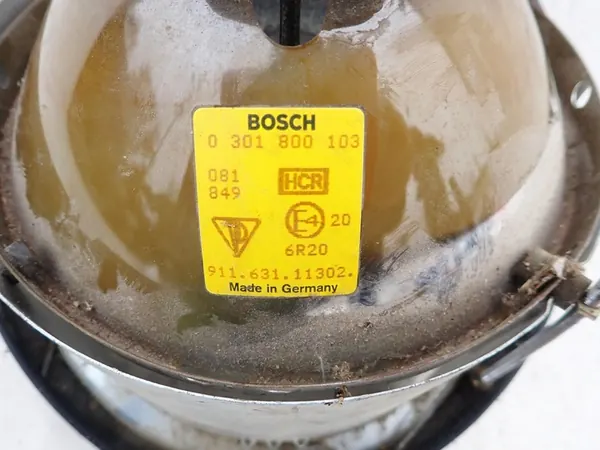 BOSCH
0 301 800 103
081
849
HCR
E4 20
6R20
911.631.11302.
Made in Germany